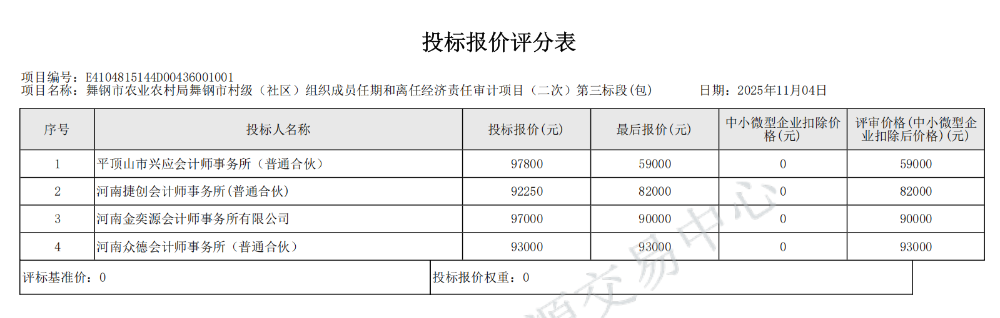 投标报价评分表
项目编号：E4104815144D00436001001
项目名称：舞钢市农业农村局舞钢市村级（社区）组织成员任期和离任经济责任审计项目（二次）第三标段(包) 日期：2025年11月04日
序号 投标人名称 投标报价(元) 最后报价(元) 中小微型企业扣除价格(元) 评审价格(中小微型企业扣除后价格)(元)
1 平顶山市兴应会计师事务所（普通合伙） 97800 59000 0 59000
2 河南捷创会计师事务所(普通合伙) 92250 82000 0 82000
3 河南金奕源会计师事务所有限公司 97000 90000 0 90000
4 河南众德会计师事务所（普通合伙） 93000 93000 0 93000
评标基准价：0 投标报价权重：0
源交易中心